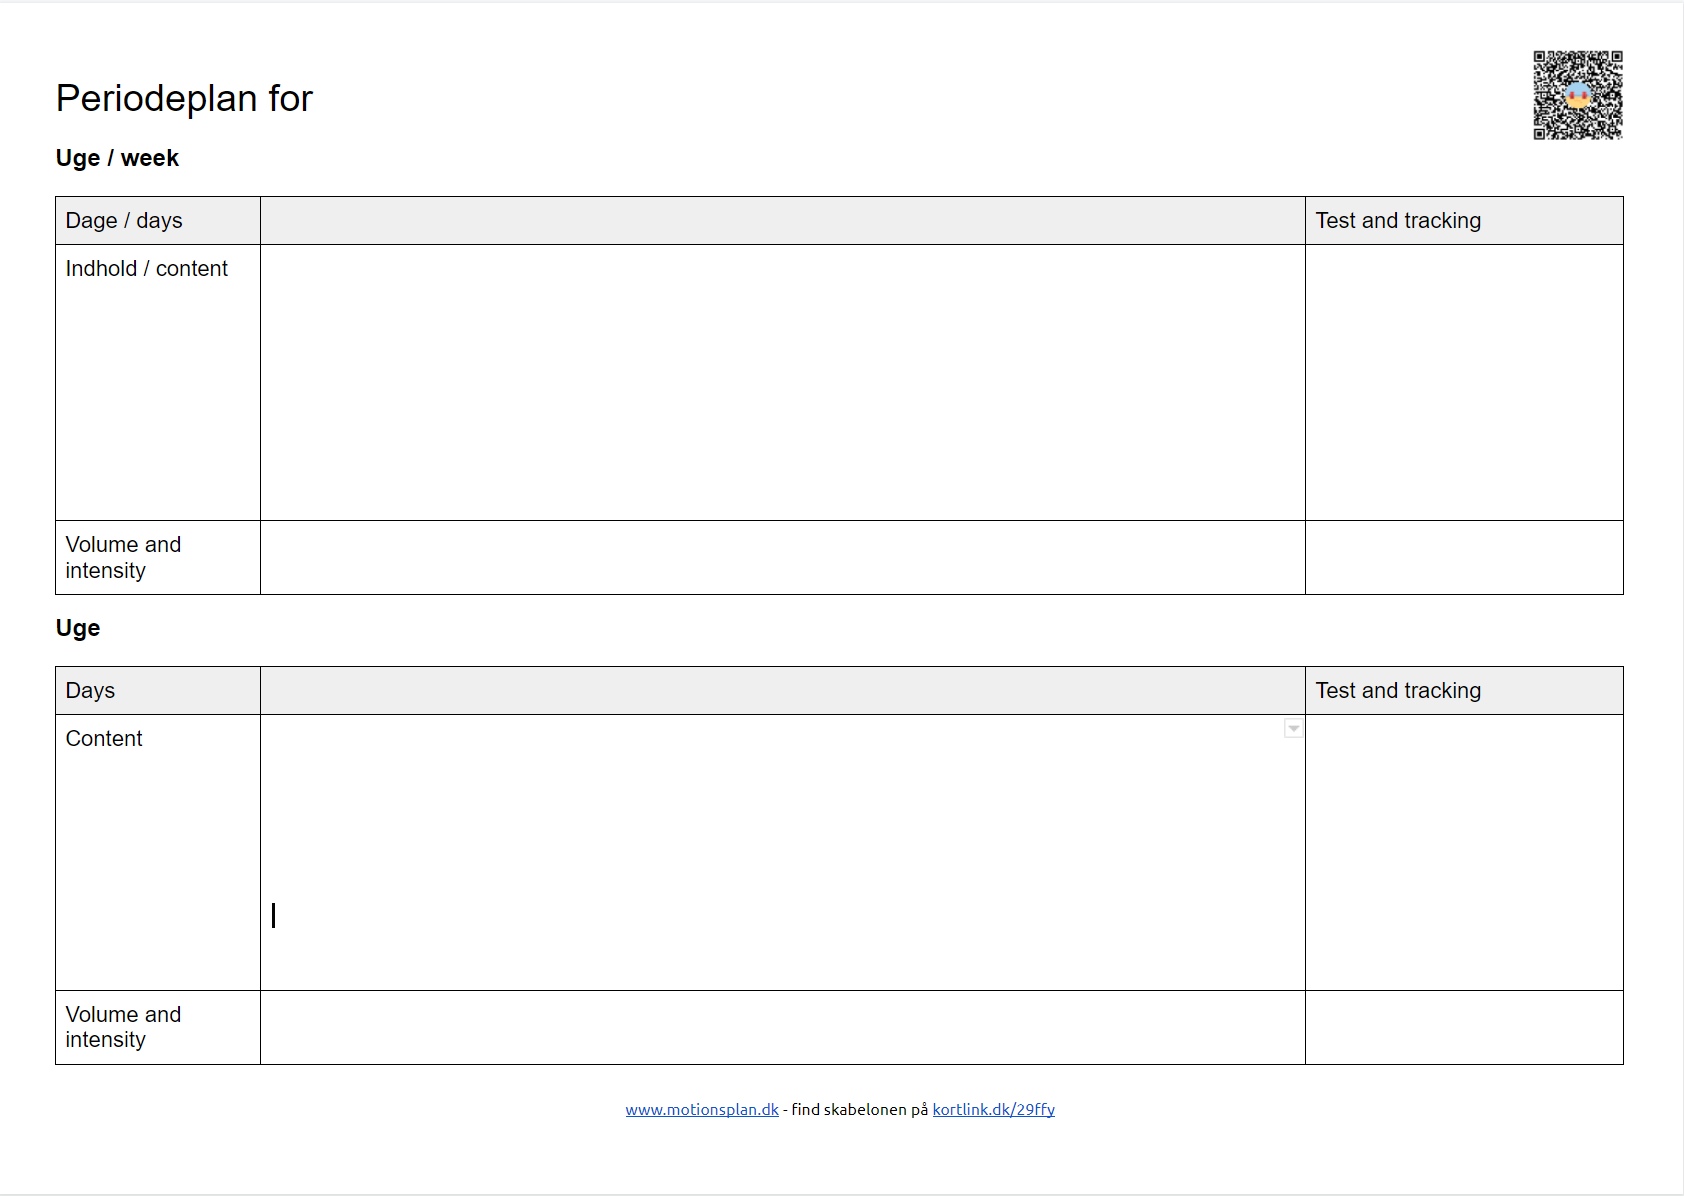 Periodeplan for
Uge / week
Dage / days
Test and tracking
Indhold / content
Volume and
intensity
Uge
Days
Test and tracking
Content
Volume and
intensity
www.motionsplan.dk - find skabelonen på kortlink.dk/29ffy